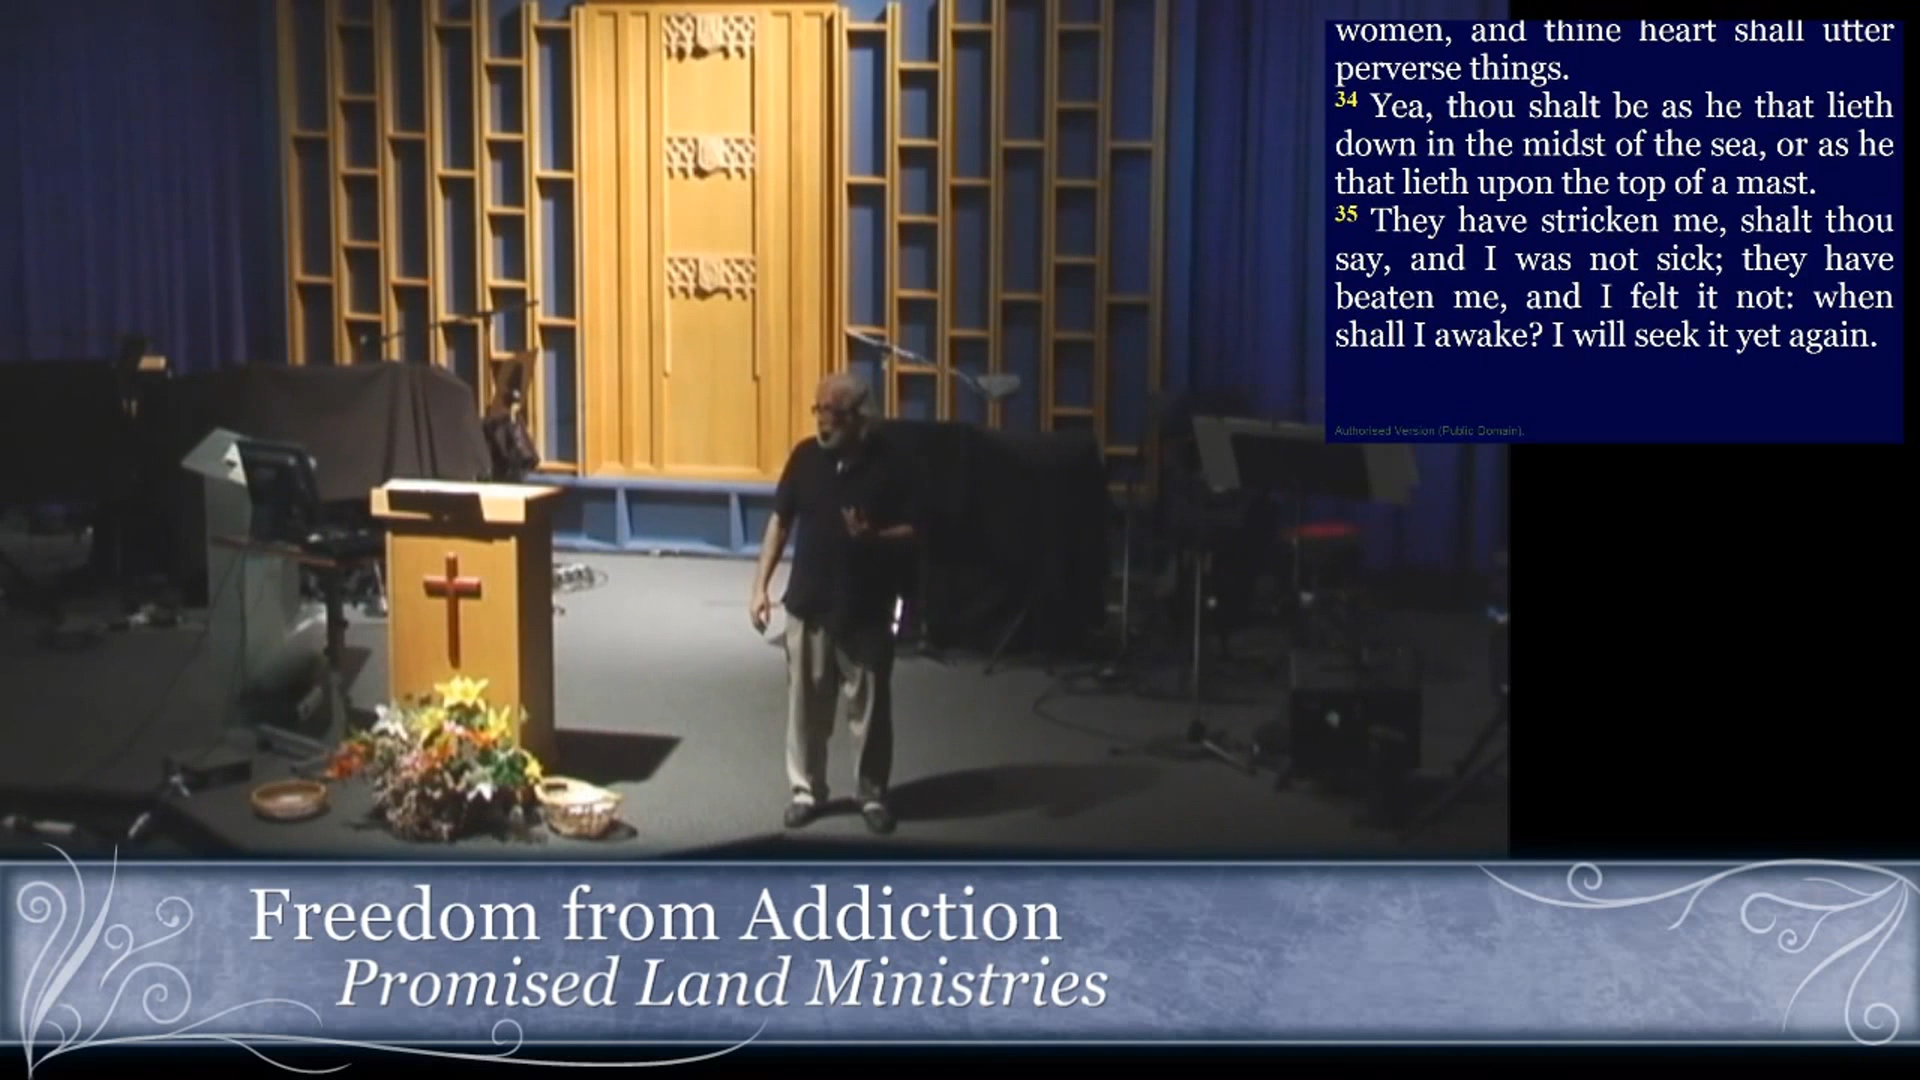 women, and thine heart shall utter
perverse things.
34 Yea, thou shalt be as he that lieth
down in the midst of the sea, or as he
that lieth upon the top of a mast.
35 They have stricken me, shalt thou
say, and I was not sick; they have
beaten me, and I felt it not: when
shall I awake? I will seek it yet again.
Authorised Version (Public Domain).
Freedom from Addiction
Promised Land Ministries